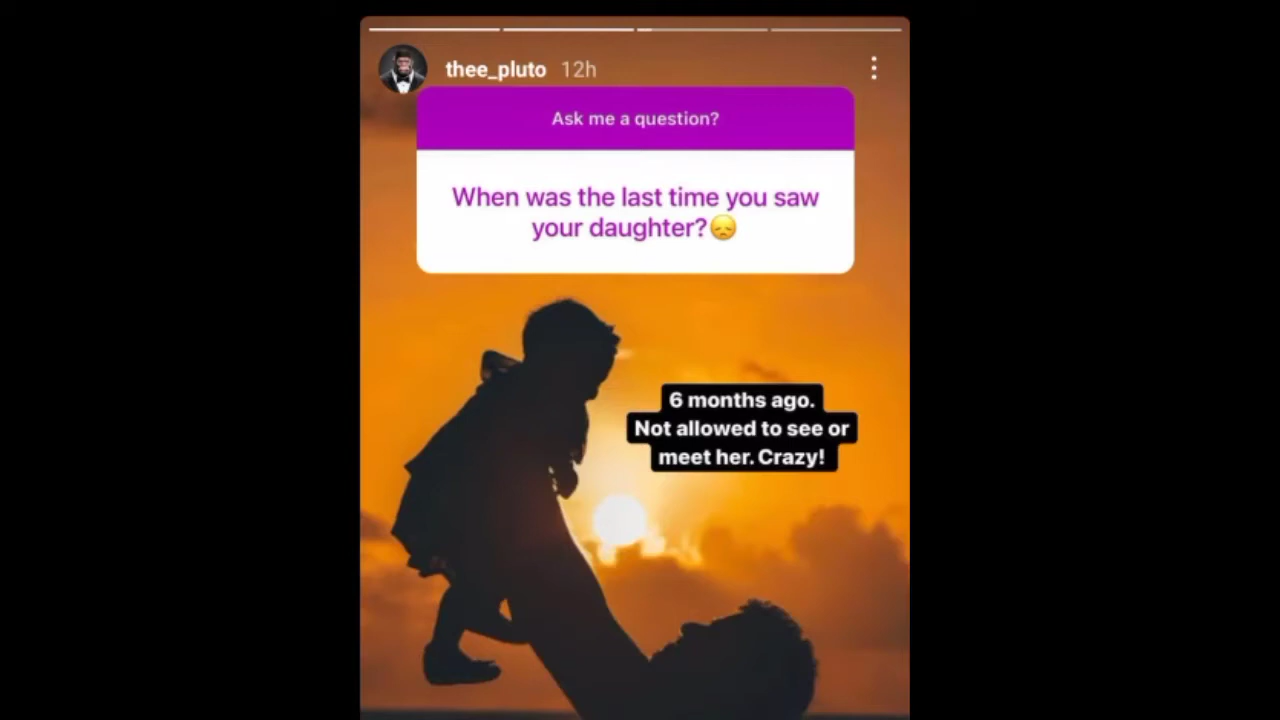 thee_pluto 12h
Ask me a question?
When was the last time you saw
your daughter?😞
6 months ago.
Not allowed to see or
meet her. Crazy!